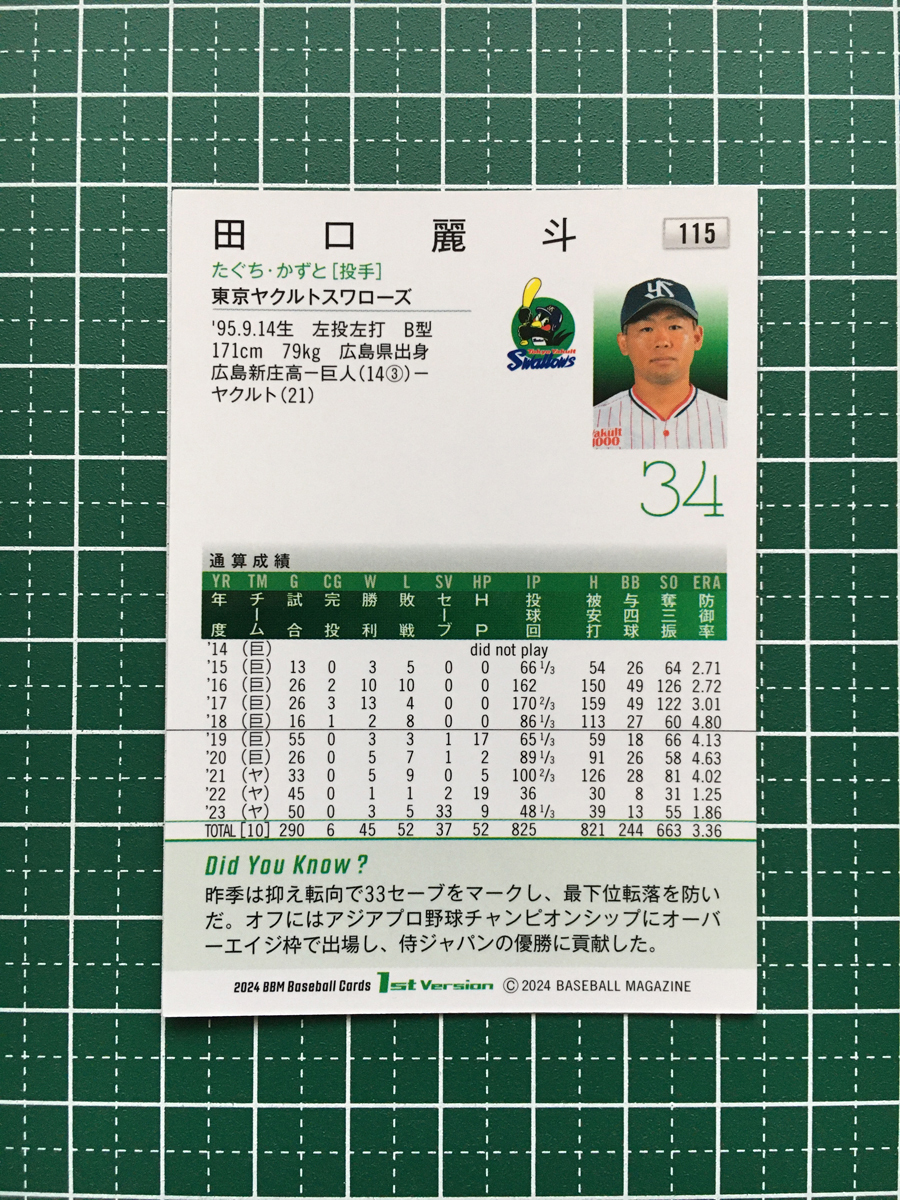 田口麗斗 115
たぐち・かずと[投手]
東京ヤクルトスワローズ
'95.9.14生 左投左打 B型
171cm 79kg 広島県出身
広島新庄高－巨人(14③)－
ヤクルト(21)
Tokyo Yakult
Swallows
YS
akult
1000
34
通算成績
YR TM G CG W L SV HP IP H BB SO ERA
年度 チーム 試合 完投 勝利 敗戦 セーブ HP 投球回 被安打 与四球 奪三振 防御率
'14 (巨) did not play
'15 (巨) 13 0 3 5 0 0 66 1/3 54 26 64 2.71
'16 (巨) 26 2 10 10 0 0 162 150 49 126 2.72
'17 (巨) 26 3 13 4 0 0 170 2/3 159 49 122 3.01
'18 (巨) 16 1 2 8 0 0 86 1/3 113 27 60 4.80
'19 (巨) 55 0 3 3 1 17 65 1/3 59 18 66 4.13
'20 (巨) 26 0 5 7 1 2 89 1/3 91 26 58 4.63
'21 (ヤ) 33 0 5 9 0 5 100 2/3 126 28 81 4.02
'22 (ヤ) 45 0 1 1 2 19 36 30 8 31 1.25
'23 (ヤ) 50 0 3 5 33 9 48 1/3 39 13 55 1.86
TOTAL [10] 290 6 45 52 37 52 825 821 244 663 3.36
Did You Know?
昨季は抑え転向で33セーブをマークし、最下位転落を防い
だ。オフにはアジアプロ野球チャンピオンシップにオーバ
ーエイジ枠で出場し、侍ジャパンの優勝に貢献した。
2024 BBM Baseball Cards 1st Version © 2024 BASEBALL MAGAZINE